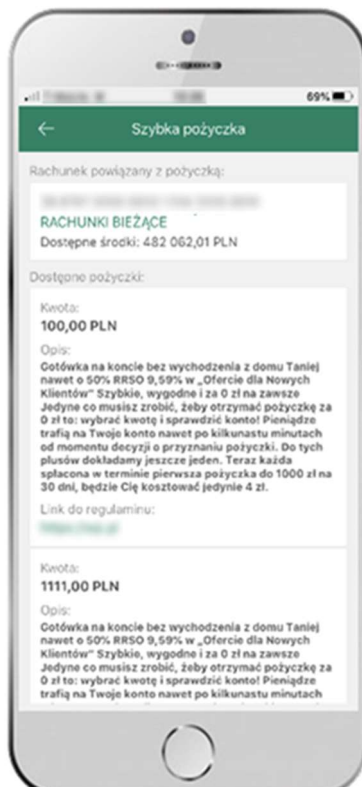 69%
Szybka pożyczka
Rachunek powiązany z pożyczką:
RACHUNKI BIEŻĄCE
Dostępne środki: 482 062,01 PLN
Dostępne pożyczki:
Kwota:
100,00 PLN
Opis:
Gotówka na koncie bez wychodzenia z domu Taniej
nawet o 50% RRSO 9,59% w „Ofercie dla Nowych
Klientów" Szybkie, wygodne i za 0 zł na zawsze
Jedyne co musisz zrobić, żeby otrzymać pożyczkę za
0 zł to: wybrać kwotę i sprawdzić konto! Pieniądze
trafią na Twoje konto nawet po kilkunastu minutach
od momentu decyzji o przyznaniu pożyczki. Do tych
plusów dokładamy jeszcze jeden. Teraz każda
spłacona w terminie pierwsza pożyczka do 1000 zł na
30 dni, będzie Cię kosztować jedynie 4 zł.
Link do regulaminu:
Kwota:
1111,00 PLN
Opis:
Gotówka na koncie bez wychodzenia z domu Taniej
nawet o 50% RRSO 9,59% w „Ofercie dla Nowych
Klientów" Szybkie, wygodne i za 0 zł na zawsze
Jedyne co musisz zrobić, żeby otrzymać pożyczkę za
0 zł to: wybrać kwotę i sprawdzić konto! Pieniądze
trafią na Twoje konto nawet po kilkunastu minutach